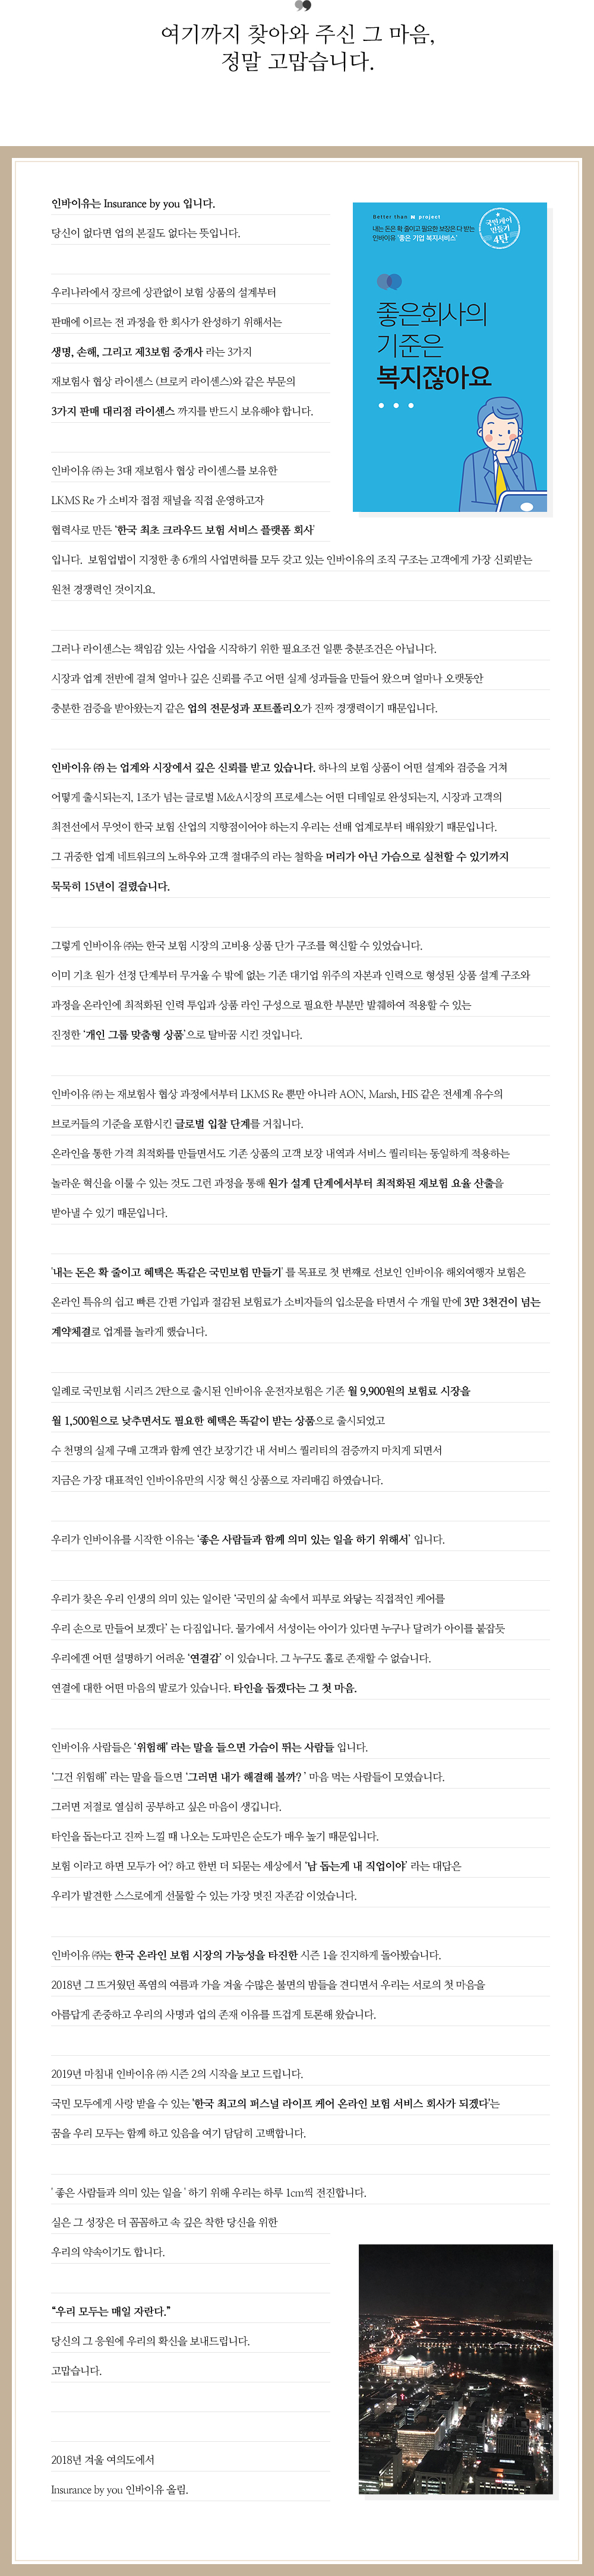 여기까지 찾아와 주신 그 마음,
정말 고맙습니다.
인바이유는 Insurance by you 입니다.
당신이 없다면 업의 본질도 없다는 뜻입니다.
Better than M project
내는 돈은 확 줄이고 필요한 보장은 다 받는
인바이유 '좋은 기업 복지서비스'
국민케어
만들기
4탄
좋은회사의
기준은
복지잖아요
우리나라에서 장르에 상관없이 보험 상품의 설계부터
판매에 이르는 전 과정을 한 회사가 완성하기 위해서는
생명, 손해, 그리고 제3보험 중개사 라는 3가지
재보험사 협상 라이센스 (브로커 라이센스)와 같은 부문의
3가지 판매 대리점 라이센스 까지를 반드시 보유해야 합니다.
인바이유 ㈜ 는 3대 재보험사 협상 라이센스를 보유한
LKMS Re 가 소비자 접점 채널을 직접 운영하고자
협력사로 만든 '한국 최초 크라우드 보험 서비스 플랫폼 회사'
입니다. 보험업법이 지정한 총 6개의 사업면허를 모두 갖고 있는 인바이유의 조직 구조는 고객에게 가장 신뢰받는
원천 경쟁력인 것이지요.
그러나 라이센스는 책임감 있는 사업을 시작하기 위한 필요조건 일뿐 충분조건은 아닙니다.
시장과 업계 전반에 걸쳐 얼마나 깊은 신뢰를 주고 어떤 실제 성과들을 만들어 왔으며 얼마나 오랫동안
충분한 검증을 받아왔는지 같은 업의 전문성과 포트폴리오가 진짜 경쟁력이기 때문입니다.
인바이유 ㈜ 는 업계와 시장에서 깊은 신뢰를 받고 있습니다. 하나의 보험 상품이 어떤 설계와 검증을 거쳐
어떻게 출시되는지, 1조가 넘는 글로벌 M&A시장의 프로세스는 어떤 디테일로 완성되는지, 시장과 고객의
최전선에서 무엇이 한국 보험 산업의 지향점이어야 하는지 우리는 선배 업계로부터 배워왔기 때문입니다.
그 귀중한 업계 네트워크의 노하우와 고객 절대주의 라는 철학을 머리가 아닌 가슴으로 실천할 수 있기까지
묵묵히 15년이 걸렸습니다.
그렇게 인바이유 ㈜는 한국 보험 시장의 고비용 상품 단가 구조를 혁신할 수 있었습니다.
이미 기초 원가 선정 단계부터 무거울 수 밖에 없는 기존 대기업 위주의 자본과 인력으로 형성된 상품 설계 구조와
과정을 온라인에 최적화된 인력 투입과 상품 라인 구성으로 필요한 부분만 발췌하여 적용할 수 있는
진정한 '개인 그룹 맞춤형 상품'으로 탈바꿈 시킨 것입니다.
인바이유 ㈜ 는 재보험사 협상 과정에서부터 LKMS Re 뿐만 아니라 AON, Marsh, HIS 같은 전세계 유수의
브로커들의 기준을 포함시킨 글로벌 입찰 단계를 거칩니다.
온라인을 통한 가격 최적화를 만들면서도 기존 상품의 고객 보장 내역과 서비스 퀄리티는 동일하게 적용하는
놀라운 혁신을 이룰 수 있는 것도 그런 과정을 통해 원가 설계 단계에서부터 최적화된 재보험 요율 산출을
받아낼 수 있기 때문입니다.
'내는 돈은 확 줄이고 혜택은 똑같은 국민보험 만들기' 를 목표로 첫 번째로 선보인 인바이유 해외여행자 보험은
온라인 특유의 쉽고 빠른 간편 가입과 절감된 보험료가 소비자들의 입소문을 타면서 수 개월 만에 3만 3천건이 넘는
계약체결로 업계를 놀라게 했습니다.
일례로 국민보험 시리즈 2탄으로 출시된 인바이유 운전자보험은 기존 월 9,900원의 보험료 시장을
월 1,500원으로 낮추면서도 필요한 혜택은 똑같이 받는 상품으로 출시되었고
수 천명의 실제 구매 고객과 함께 연간 보장기간 내 서비스 퀄리티의 검증까지 마치게 되면서
지금은 가장 대표적인 인바이유만의 시장 혁신 상품으로 자리매김 하였습니다.
우리가 인바이유를 시작한 이유는 '좋은 사람들과 함께 의미 있는 일을 하기 위해서' 입니다.
우리가 찾은 우리 인생의 의미 있는 일이란 '국민의 삶 속에서 피부로 와닿는 직접적인 케어를
우리 손으로 만들어 보겠다' 는 다짐입니다. 물가에서 서성이는 아이가 있다면 누구나 달려가 아이를 붙잡듯
우리에겐 어떤 설명하기 어려운 '연결감' 이 있습니다. 그 누구도 홀로 존재할 수 없습니다.
연결에 대한 어떤 마음의 발로가 있습니다. 타인을 돕겠다는 그 첫 마음.
인바이유 사람들은 '위험해' 라는 말을 들으면 가슴이 뛰는 사람들 입니다.
'그건 위험해' 라는 말을 들으면 '그러면 내가 해결해 볼까? ' 마음 먹는 사람들이 모였습니다.
그러면 저절로 열심히 공부하고 싶은 마음이 생깁니다.
타인을 돕는다고 진짜 느낄 때 나오는 도파민은 순도가 매우 높기 때문입니다.
보험 이라고 하면 모두가 어? 하고 한번 더 되묻는 세상에서 '남 돕는게 내 직업이야' 라는 대답은
우리가 발견한 스스로에게 선물할 수 있는 가장 멋진 자존감 이었습니다.
인바이유 ㈜는 한국 온라인 보험 시장의 가능성을 타진한 시즌 1을 진지하게 돌아봤습니다.
2018년 그 뜨거웠던 폭염의 여름과 가을 겨울 수많은 불면의 밤들을 견디면서 우리는 서로의 첫 마음을
아름답게 존중하고 우리의 사명과 업의 존재 이유를 뜨겁게 토론해 왔습니다.
2019년 마침내 인바이유 ㈜ 시즌 2의 시작을 보고 드립니다.
국민 모두에게 사랑 받을 수 있는 '한국 최고의 퍼스널 라이프 케어 온라인 보험 서비스 회사가 되겠다'는
꿈을 우리 모두는 함께 하고 있음을 여기 담담히 고백합니다.
' 좋은 사람들과 의미 있는 일을 ' 하기 위해 우리는 하루 1cm씩 전진합니다.
실은 그 성장은 더 꼼꼼하고 속 깊은 착한 당신을 위한
우리의 약속이기도 합니다.
“우리 모두는 매일 자란다.”
당신의 그 응원에 우리의 확신을 보내드립니다.
고맙습니다.
2018년 겨울 여의도에서
Insurance by you 인바이유 올림.